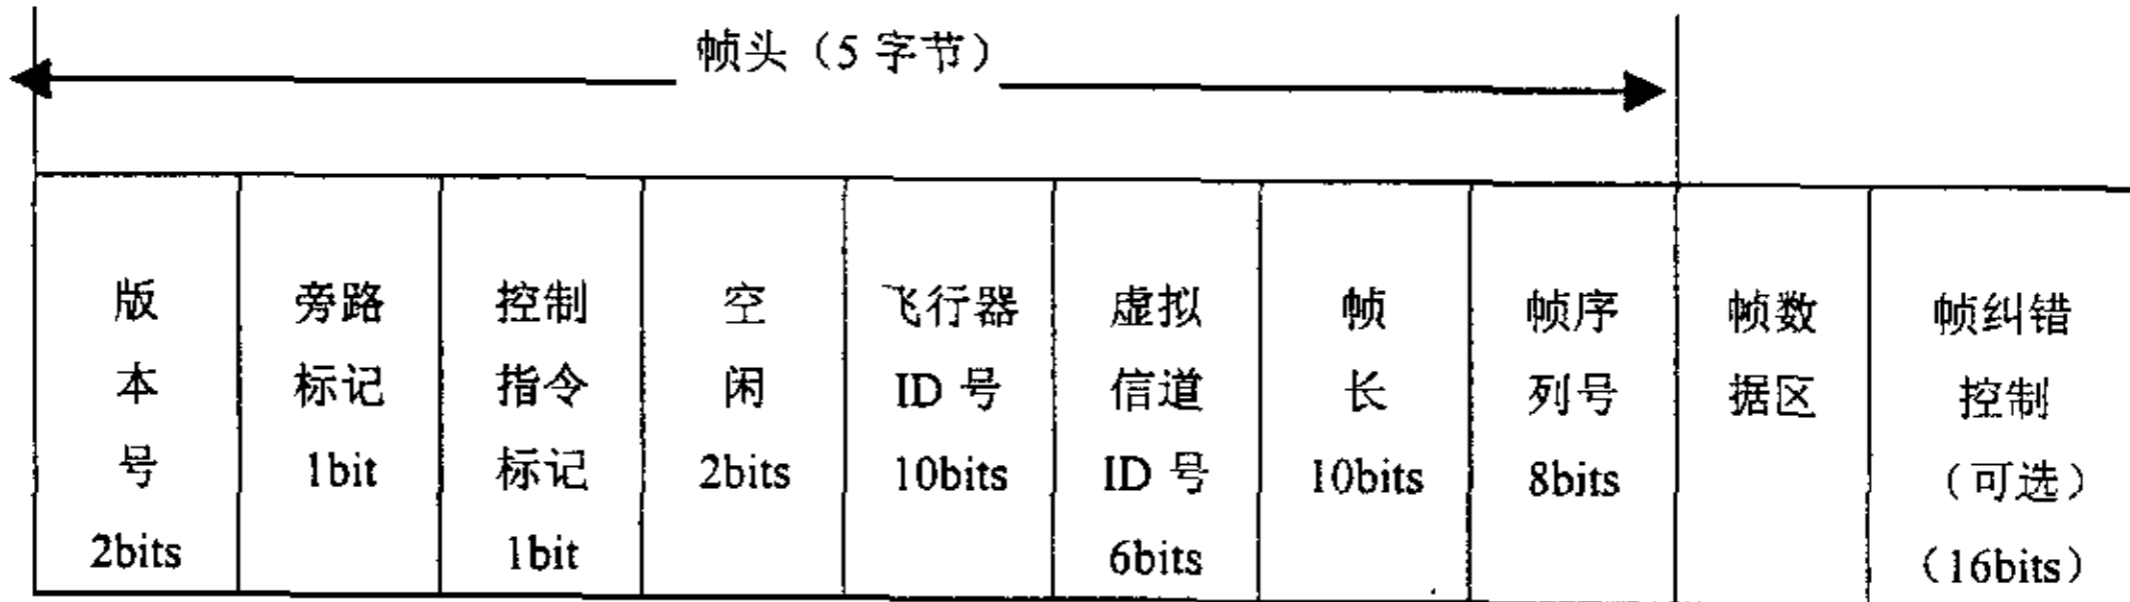 帧头（5 字节）
版
本
号
2bits
旁路
标记
1bit
控制
指令
标记
1bit
空
闲
2bits
飞行器
ID 号
10bits
虚拟
信道
ID 号
6bits
帧
长
10bits
帧序
列号
8bits
帧数
据区
帧纠错
控制
（可选）
（16bits）